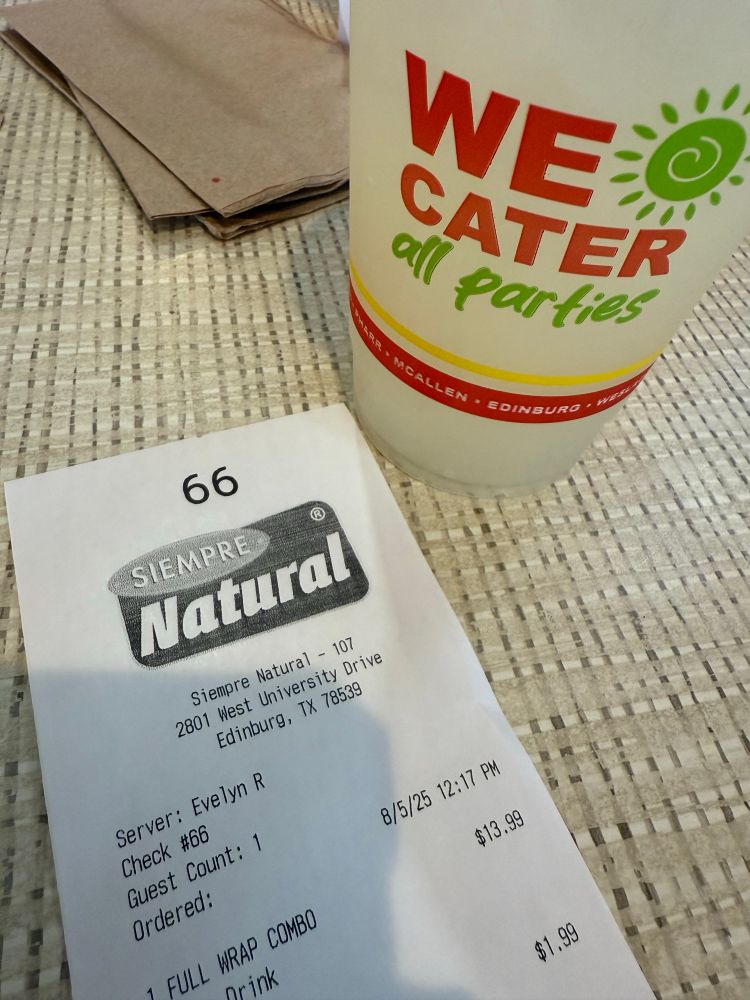 WE
CATER
all parties
PHARR • MCALLEN • EDINBURG •
66
SIEMPRE ®
Natural
Siempre Natural - 107
2801 West University Drive
Edinburg, TX 78539
Server: Evelyn R
Check #66
Guest Count: 1
Ordered: 8/5/25 12:17 PM
1 FULL WRAP COMBO $13.99
Drink $1.99